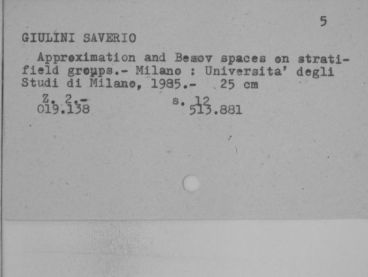 5
GIULINI SAVERIO
Approximation and Besov spaces on strati-
field groups.- Milano : Universita' degli
Studi di Milano, 1985.- 25 cm
Z. 2.- s. 12
019.138 513.881